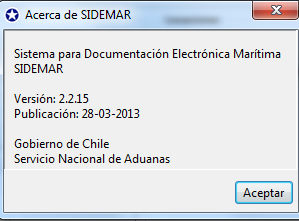 Acerca de SIDEMAR
Sistema para Documentación Electrónica Marítima
SIDEMAR
Versión: 2.2.15
Publicación: 28-03-2013
Gobierno de Chile
Servicio Nacional de Aduanas
Aceptar